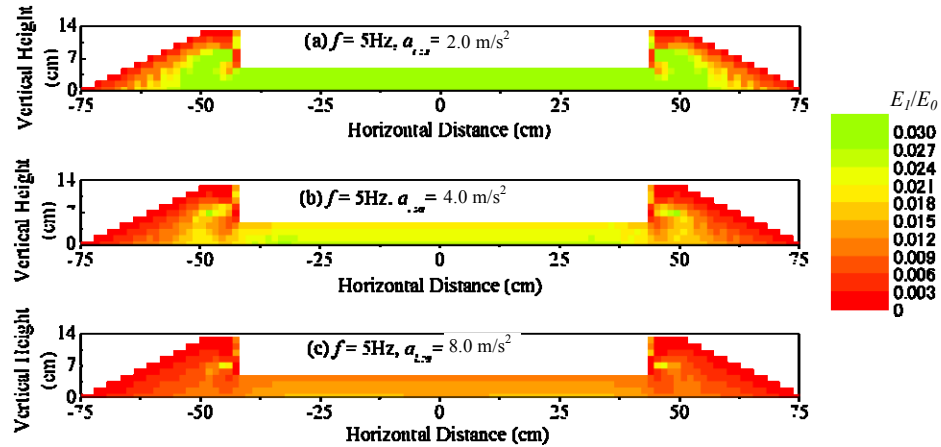 Vertical Height
(cm)
14
7
0
(a) f = 5Hz, a = 2.0 m/s²
-75 -50 -25 0 25 50 75
Horizontal Distance (cm)
Vertical Height
(cm)
14
7
0
(b) f = 5Hz, a = 4.0 m/s²
-75 -50 -25 0 25 50 75
Horizontal Distance (cm)
Vertical Height
(cm)
14
7
0
(c) f = 5Hz, a = 8.0 m/s²
-75 -50 -25 0 25 50 75
Horizontal Distance (cm)
E₁/E₀
0.030
0.027
0.024
0.021
0.018
0.015
0.012
0.009
0.006
0.003
0